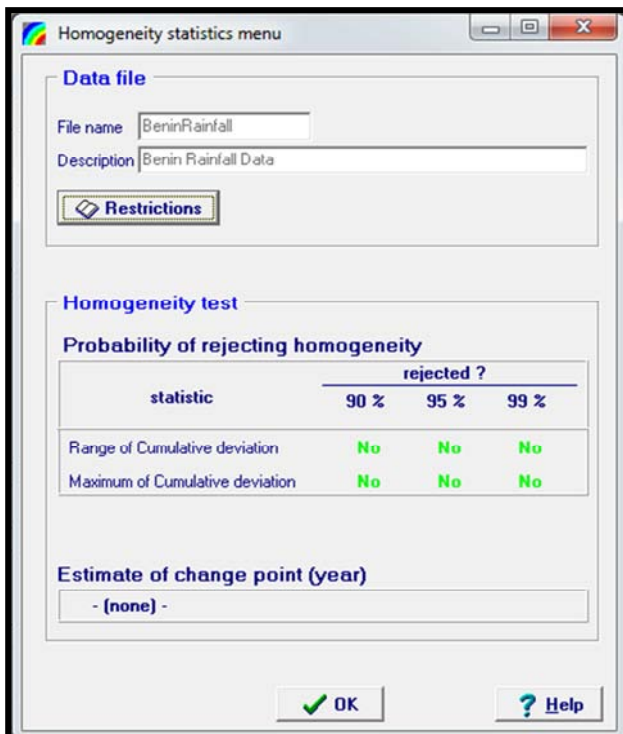 Homogeneity statistics menu
Data file
File name BeninRainfall
Description Benin Rainfall Data
Restrictions
Homogeneity test
Probability of rejecting homogeneity
rejected ?
statistic 90 % 95 % 99 %
Range of Cumulative deviation No No No
Maximum of Cumulative deviation No No No
Estimate of change point (year)
- (none) -
OK Help